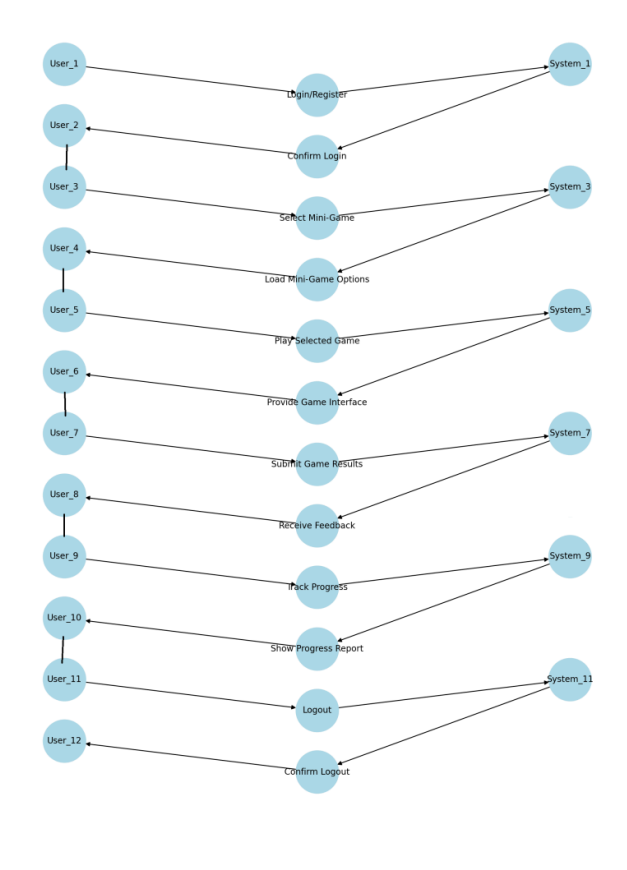 User_1
System_1
Login/Register
User_2
Confirm Login
User_3
System_3
Select Mini-Game
User_4
Load Mini-Game Options
User_5
System_5
Play Selected Game
User_6
Provide Game Interface
User_7
System_7
Submit Game Results
User_8
Receive Feedback
User_9
System_9
Track Progress
User_10
Show Progress Report
User_11
System_11
Logout
User_12
Confirm Logout